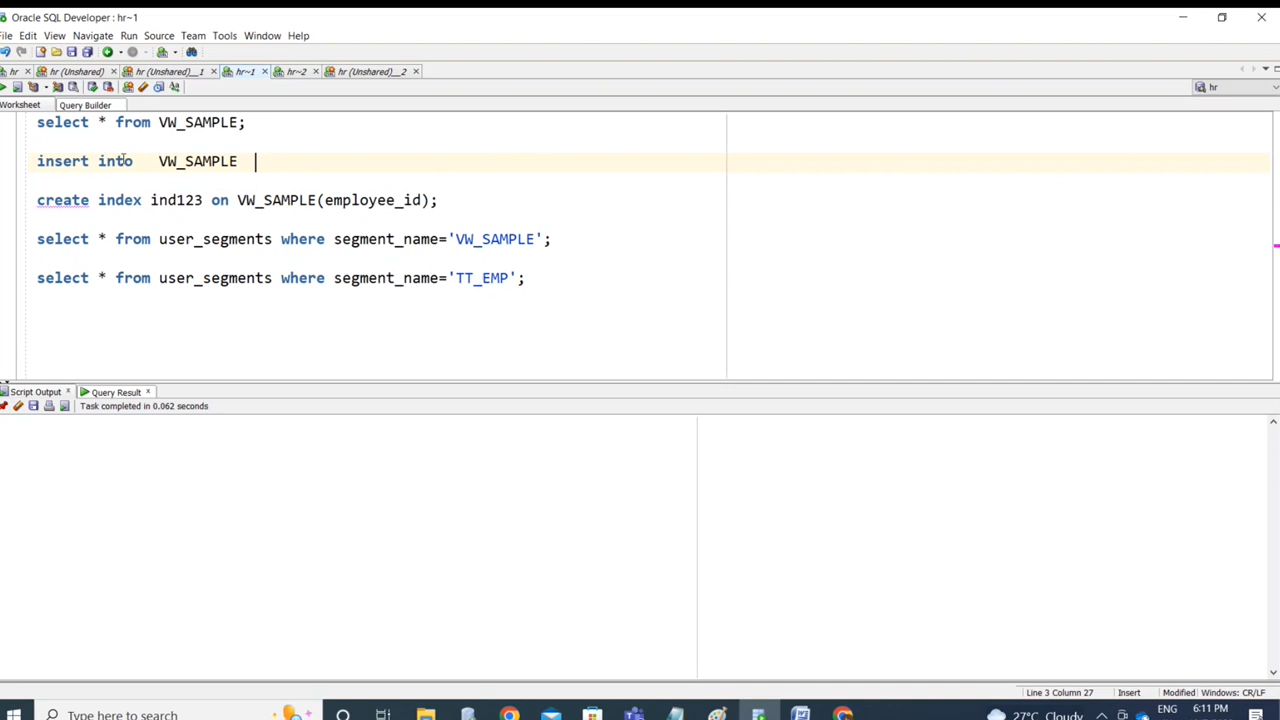 Oracle SQL Developer : hr~1
File Edit View Navigate Run Source Team Tools Window Help
hr hr (Unshared) hr (Unshared)__1 hr~1 hr~2 hr (Unshared)__2
hr
Worksheet Query Builder
select * from VW_SAMPLE;
insert into VW_SAMPLE
create index ind123 on VW_SAMPLE(employee_id);
select * from user_segments where segment_name='VW_SAMPLE';
select * from user_segments where segment_name='TT_EMP';
Script Output Query Result
Task completed in 0.062 seconds
Line 3 Column 27 Insert Modified Windows: CR/LF
Type here to search 27°C Cloudy ENG 6:11 PM